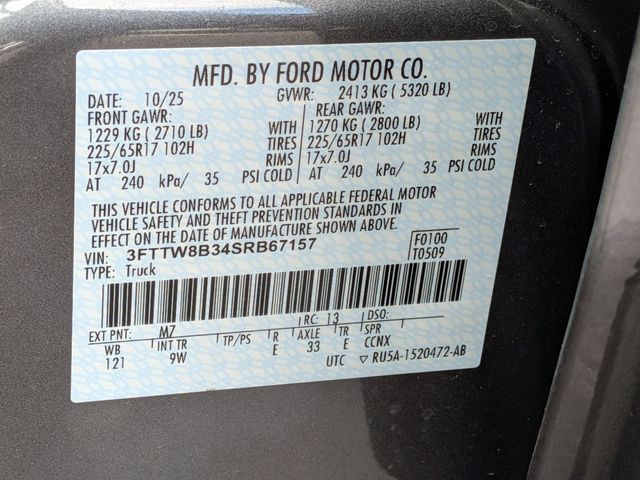 MFD. BY FORD MOTOR CO.
DATE: 10/25 GVWR: 2413 KG ( 5320 LB)
FRONT GAWR: REAR GAWR:
1229 KG ( 2710 LB) WITH 1270 KG ( 2800 LB) WITH
225/65R17 102H TIRES 225/65R17 102H TIRES
17x7.0J RIMS 17x7.0J RIMS
AT 240 kPa/ 35 PSI COLD AT 240 kPa/ 35 PSI COLD
THIS VEHICLE CONFORMS TO ALL APPLICABLE FEDERAL MOTOR
VEHICLE SAFETY AND THEFT PREVENTION STANDARDS IN
EFFECT ON THE DATE OF MANUFACTURE SHOWN ABOVE.
VIN: 3FTTW8B34SRB67157 F0100
TYPE: Truck T0509
EXT PNT: M7 RC: 13 DSO:
WB INT TR TP/PS R AXLE TR SPR
121 9W E 33 E CCNX
UTC ▽ RU5A-1520472-AB